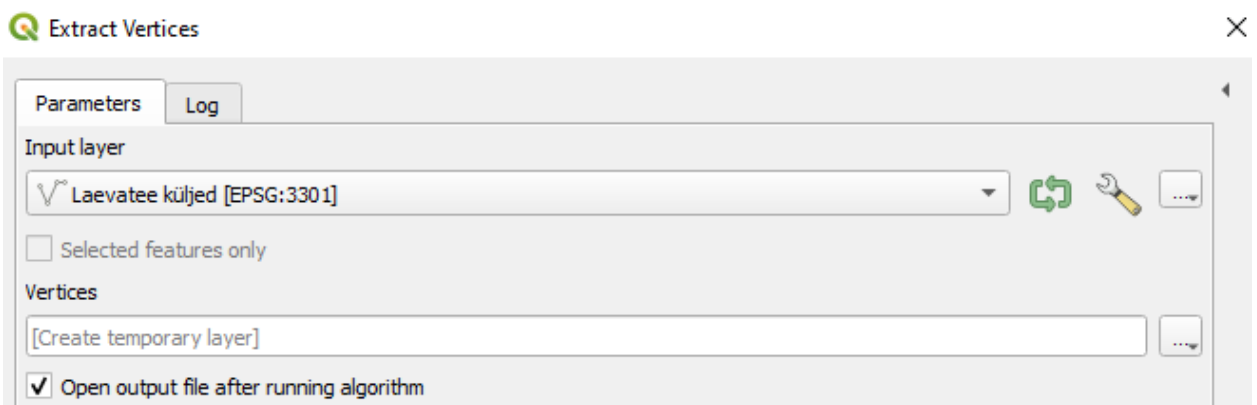 Extract Vertices
Parameters
Log
Input layer
Laevatee küljed [EPSG:3301]
...
Selected features only
Vertices
[Create temporary layer]
...
Open output file after running algorithm